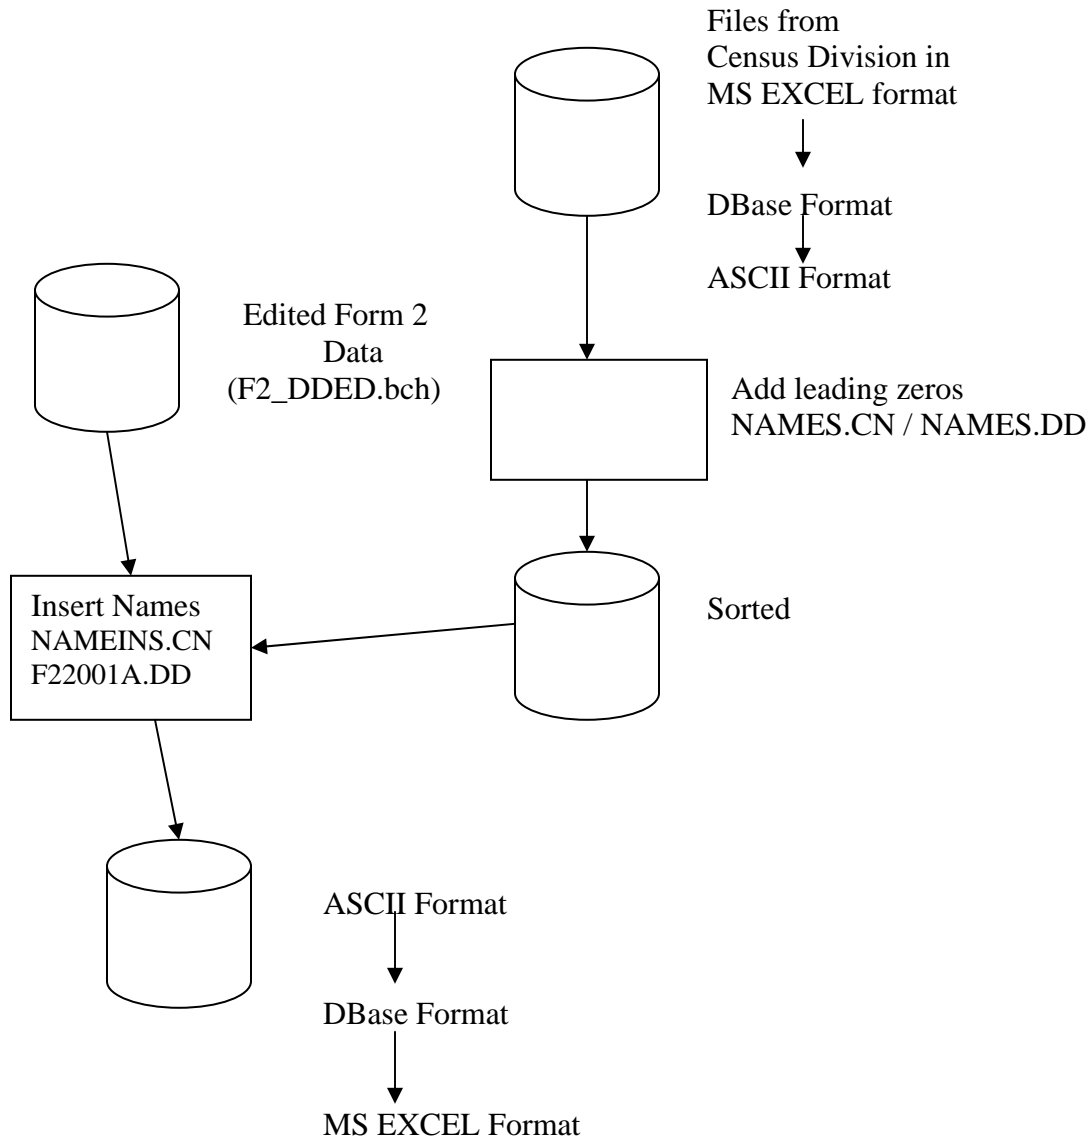 Files from
Census Division in
MS EXCEL format
DBase Format
ASCII Format
Edited Form 2
Data
(F2_DDED.bch)
Add leading zeros
NAMES.CN / NAMES.DD
Insert Names
NAMEINS.CN
F22001A.DD
Sorted
ASCII Format
DBase Format
MS EXCEL Format